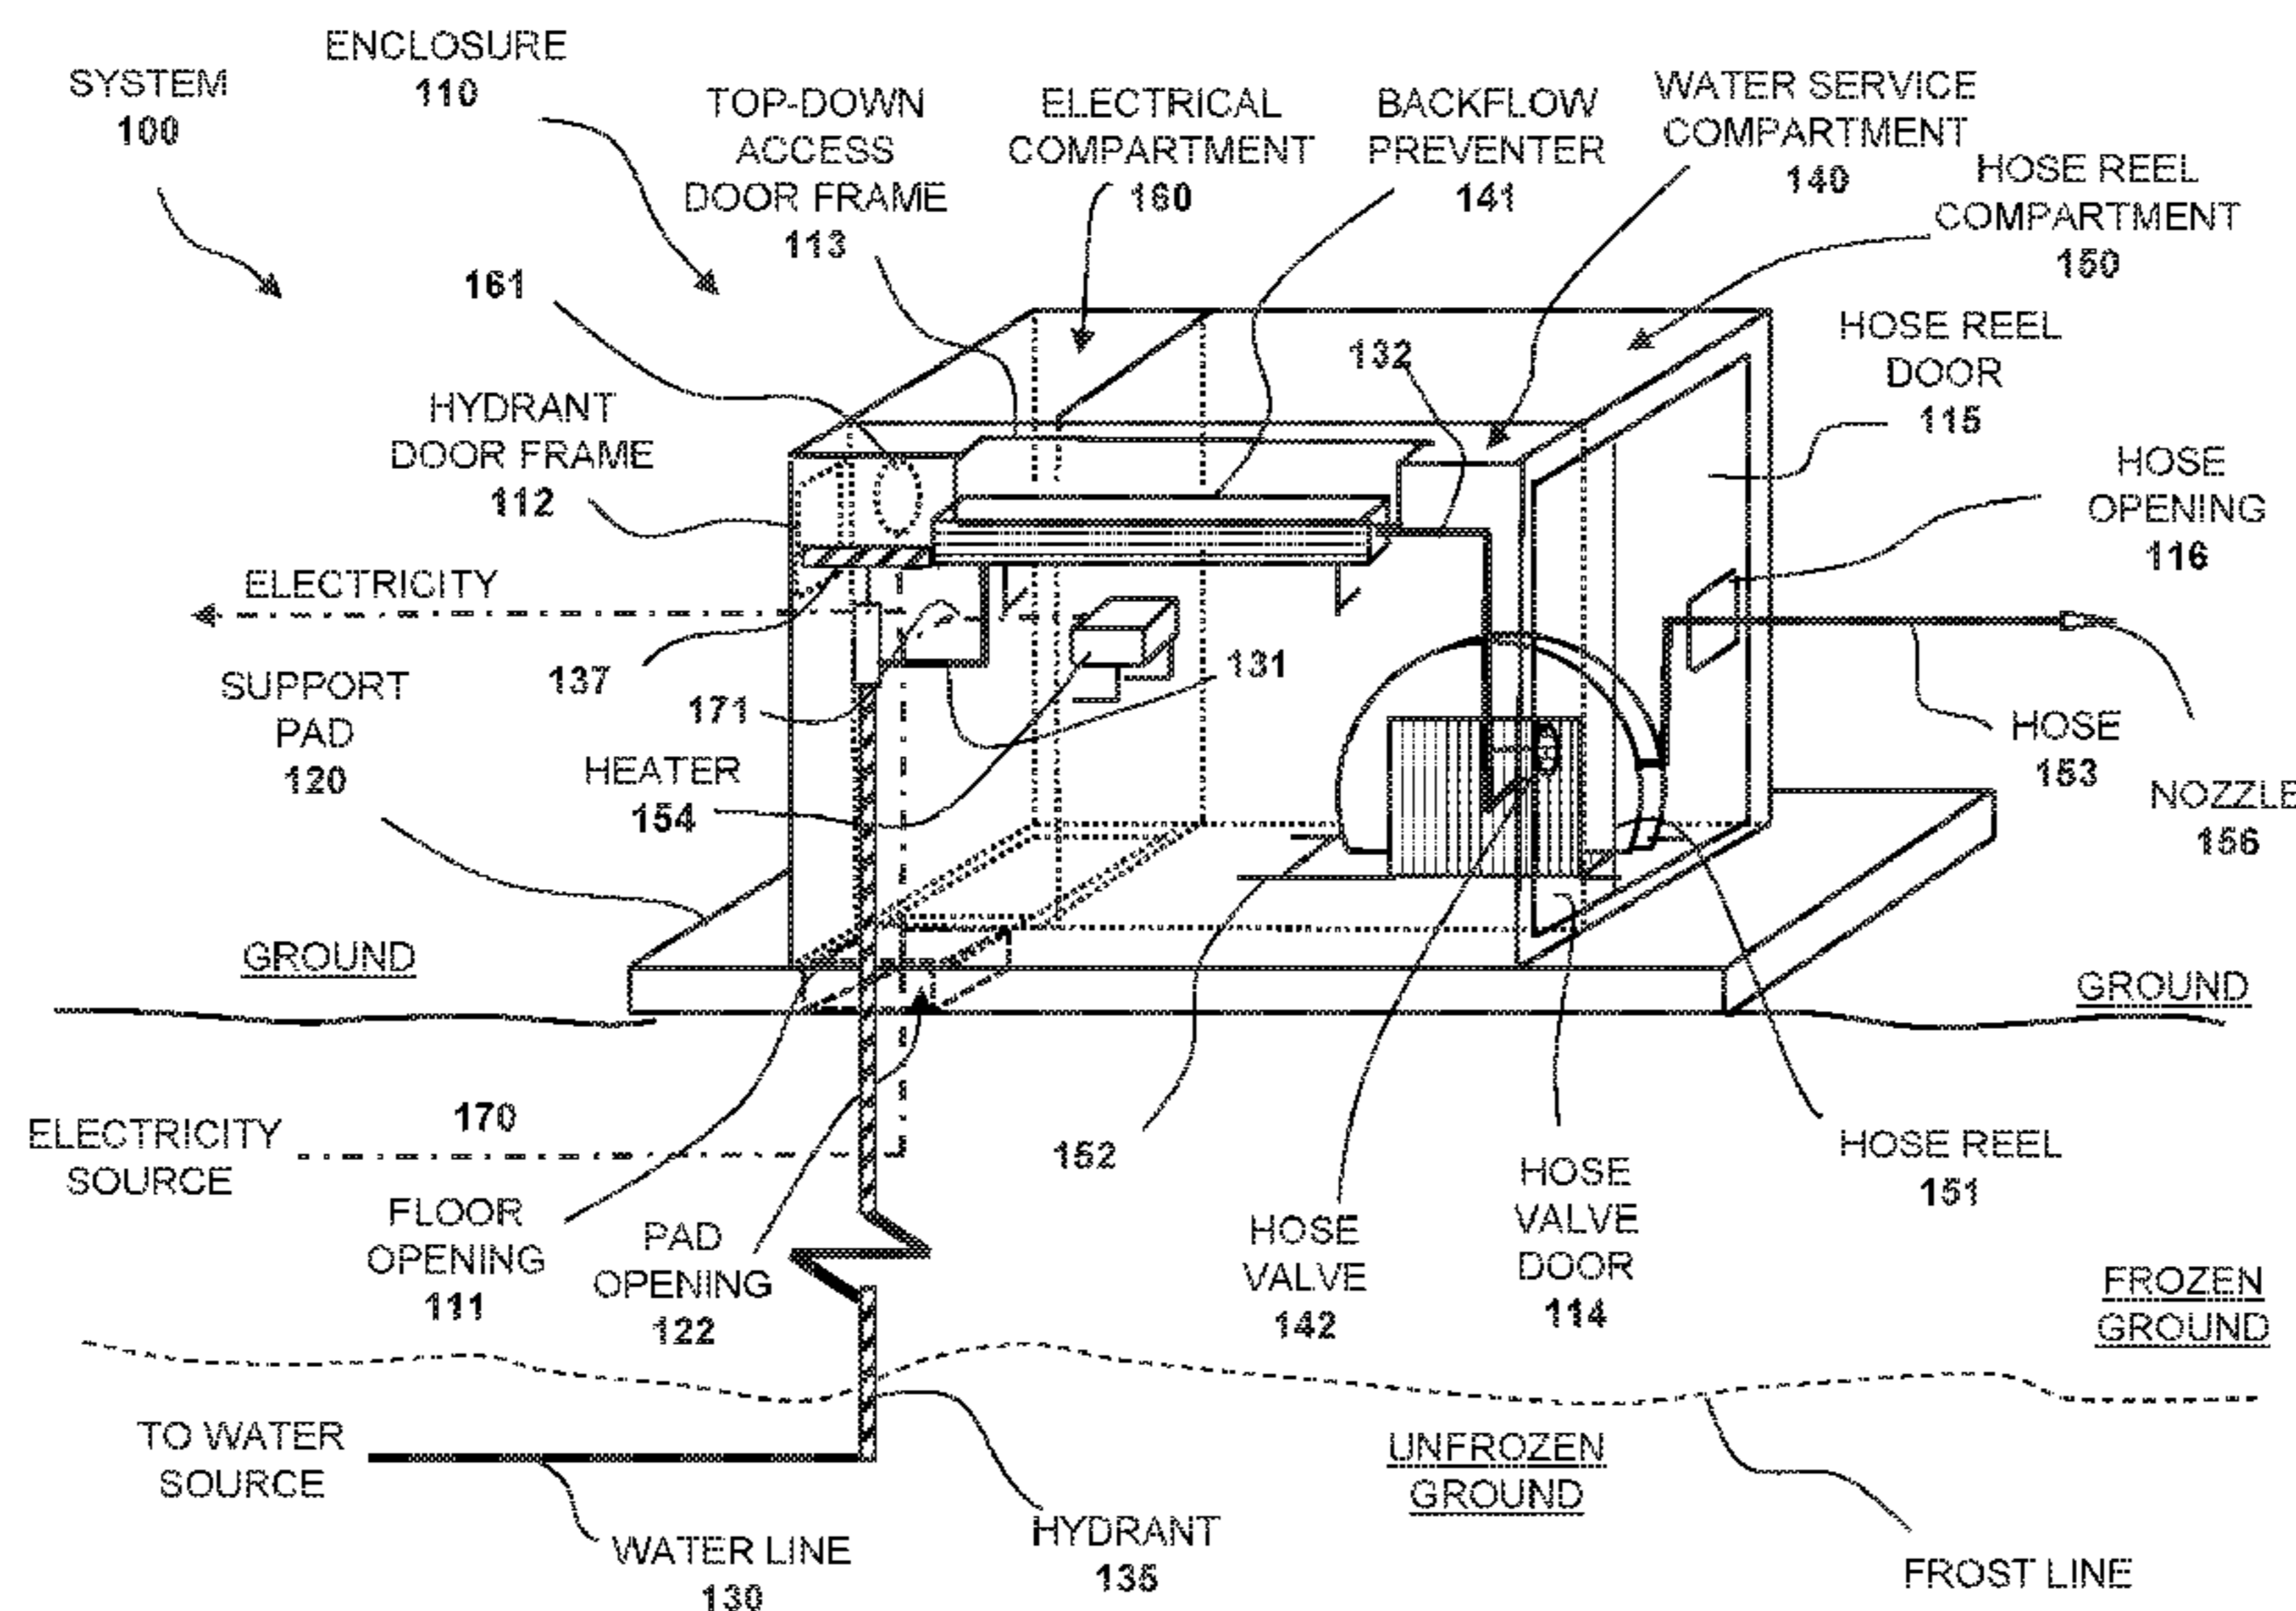 SYSTEM
100
ENCLOSURE
110
TOP-DOWN
ACCESS
DOOR FRAME
113
ELECTRICAL
COMPARTMENT
160
BACKFLOW
PREVENTER
141
WATER SERVICE
COMPARTMENT
140
HOSE REEL
COMPARTMENT
150
161
132
HOSE REEL
DOOR
115
HYDRANT
DOOR FRAME
112
HOSE
OPENING
116
ELECTRICITY
137
SUPPORT
PAD
120
171
131
HEATER
154
HOSE
153
NOZZLE
156
GROUND
GROUND
170
ELECTRICITY
SOURCE
FLOOR
OPENING
111
PAD
OPENING
122
152
HOSE
VALVE
142
HOSE
VALVE
DOOR
114
HOSE REEL
151
FROZEN
GROUND
TO WATER
SOURCE
UNFROZEN
GROUND
WATER LINE
130
HYDRANT
135
FROST LINE